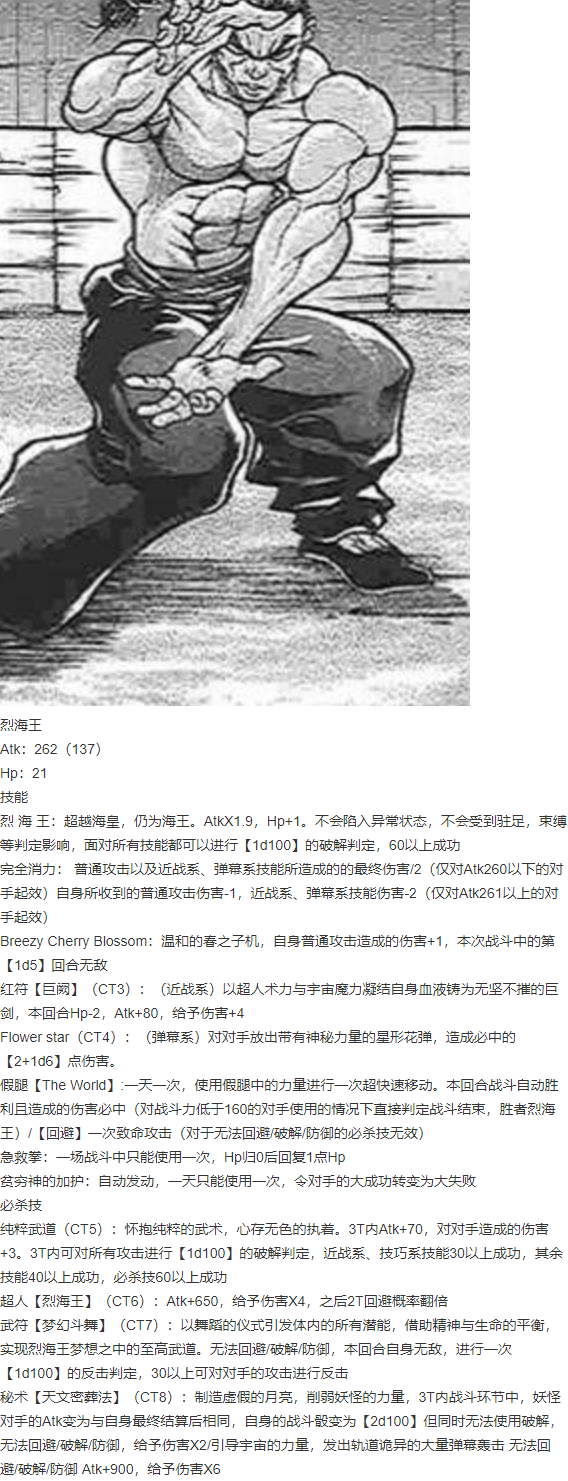 烈海王
Atk：262（137）
Hp：21
技能
烈 海 王：超越海皇，仍为海王。AtkX1.9，Hp+1。不会陷入异常状态，不会受到驻足，束缚
等判定影响，面对所有技能都可以进行【1d100】的破解判定，60以上成功
完全消力： 普通攻击以及近战系、弹幕系技能所造成的的最终伤害/2（仅对Atk260以下的对
手起效）自身所收到的普通攻击伤害-1，近战系、弹幕系技能伤害-2（仅对Atk261以上的对
手起效）
Breezy Cherry Blossom：温和的春之子机，自身普通攻击造成的伤害+1，本次战斗中的第
【1d5】回合无敌
红符【巨阙】（CT3）：（近战系）以超人术力与宇宙魔力凝结自身血液铸为无坚不摧的巨
剑，本回合Hp-2，Atk+80，给予伤害+4
Flower star（CT4）：（弹幕系）对对手放出带有神秘力量的星形花弹，造成必中的
【2+1d6】点伤害。
假腿【The World】:一天一次，使用假腿中的力量进行一次超快速移动。本回合战斗自动胜
利且造成的伤害必中（对战斗力低于160的对手使用的情况下直接判定战斗结束，胜者烈海
王）/【回避】一次致命攻击（对于无法回避/破解/防御的必杀技无效）
急救拳：一场战斗中只能使用一次，Hp归0后回复1点Hp
贫穷神的加护：自动发动，一天只能使用一次，令对手的大成功转变为大失败
必杀技
纯粹武道（CT5）：怀抱纯粹的武术，心存无色的执着。3T内Atk+70，对对手造成的伤害
+3。3T内可对所有攻击进行【1d100】的破解判定，近战系、技巧系技能30以上成功，其余
技能40以上成功，必杀技60以上成功
超人【烈海王】（CT6）：Atk+650，给予伤害X4，之后2T回避概率翻倍
武符【梦幻斗舞】（CT7）：以舞蹈的仪式引发体内的所有潜能，借助精神与生命的平衡，
实现烈海王梦想之中的至高武道。无法回避/破解/防御，本回合自身无敌，进行一次
【1d100】的反击判定，30以上可对对手的攻击进行反击
秘术【天文密葬法】（CT8）：制造虚假的月亮，削弱妖怪的力量，3T内战斗环节中，妖怪
对手的Atk变为与自身最终结算后相同，自身的战斗骰变为【2d100】但同时无法使用破解，
无法回避/破解/防御，给予伤害X2/引导宇宙的力量，发出轨道诡异的大量弹幕轰击 无法回
避/破解/防御 Atk+900，给予伤害X6